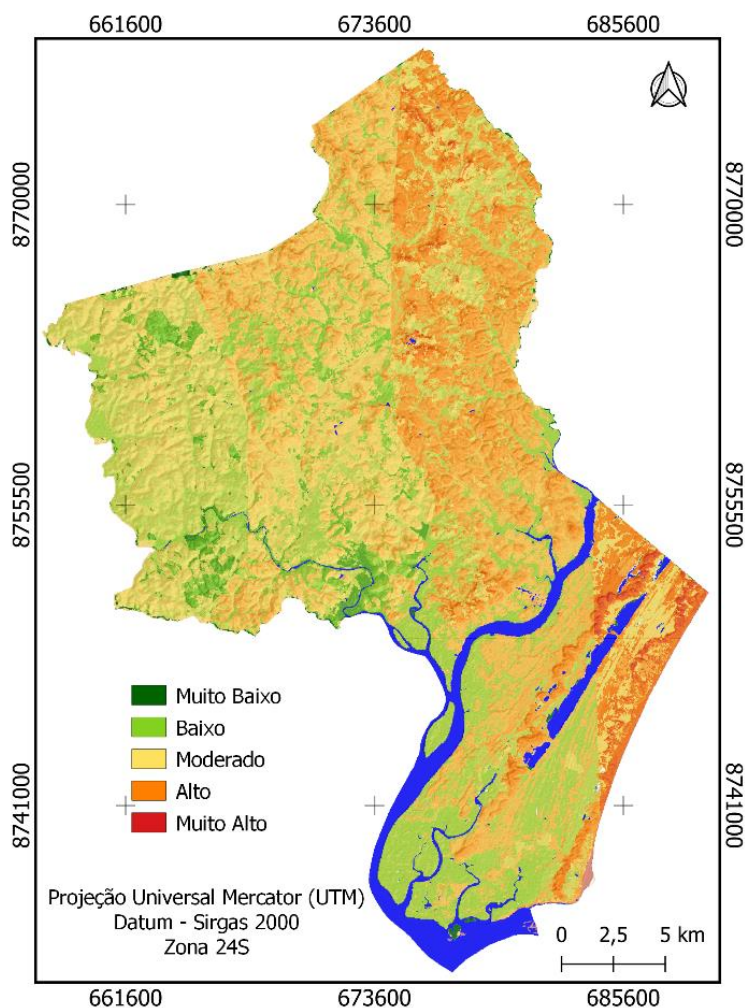 661600 673600 685600
8770000 8770000
8755500 8755500
8741000 8741000
Muito Baixo
Baixo
Moderado
Alto
Muito Alto
Projeção Universal Mercator (UTM)
Datum - Sirgas 2000
Zona 24S
0 2,5 5 km
661600 673600 685600